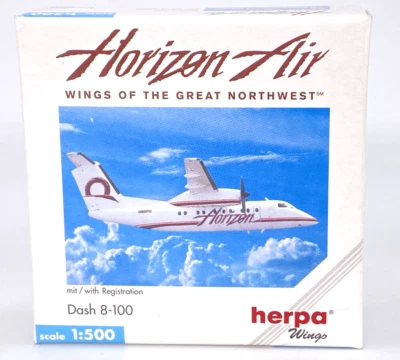 Horizon Air
WINGS OF THE GREAT NORTHWEST℠
Horizon
mit / with Registration
Dash 8-100
scale 1:500
herpa
Wings